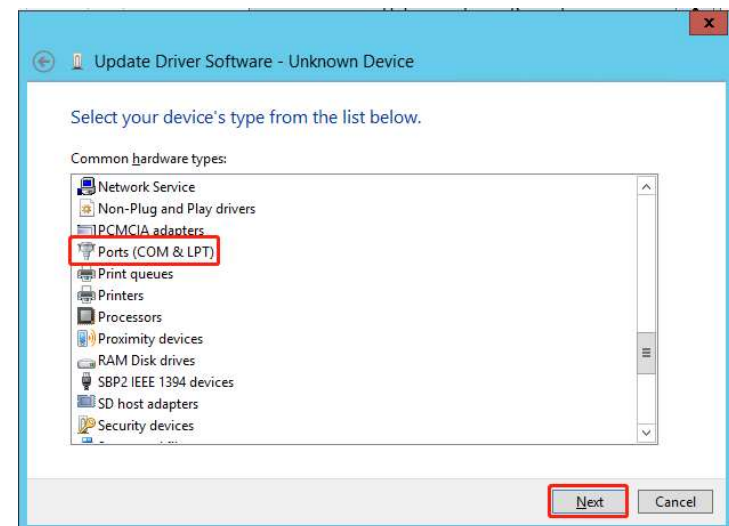 Update Driver Software - Unknown Device
Select your device's type from the list below.
Common hardware types:
Network Service
Non-Plug and Play drivers
PCMCIA adapters
Ports (COM & LPT)
Print queues
Printers
Processors
Proximity devices
RAM Disk drives
SBP2 IEEE 1394 devices
SD host adapters
Security devices
Next
Cancel